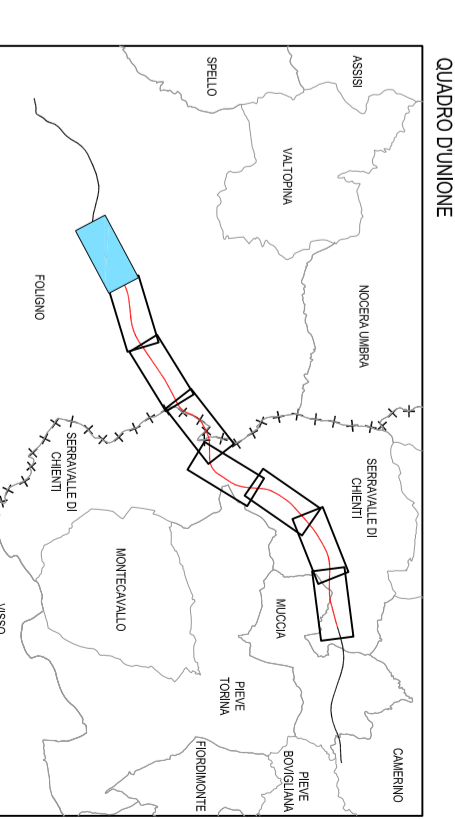 QUADRO D'UNIONE
ASSISI
SPELLO
VALTOPINA
NOCERA UMBRA
FOLIGNO
SERRAVALLE DI
CHIENTI
SERRAVALLE DI
CHIENTI
MONTECAVALLO
MUCCIA
VISSO
PIEVE
TORINA
CAMERINO
PIEVE
BOVIGLIANA
FIORDIMONTE